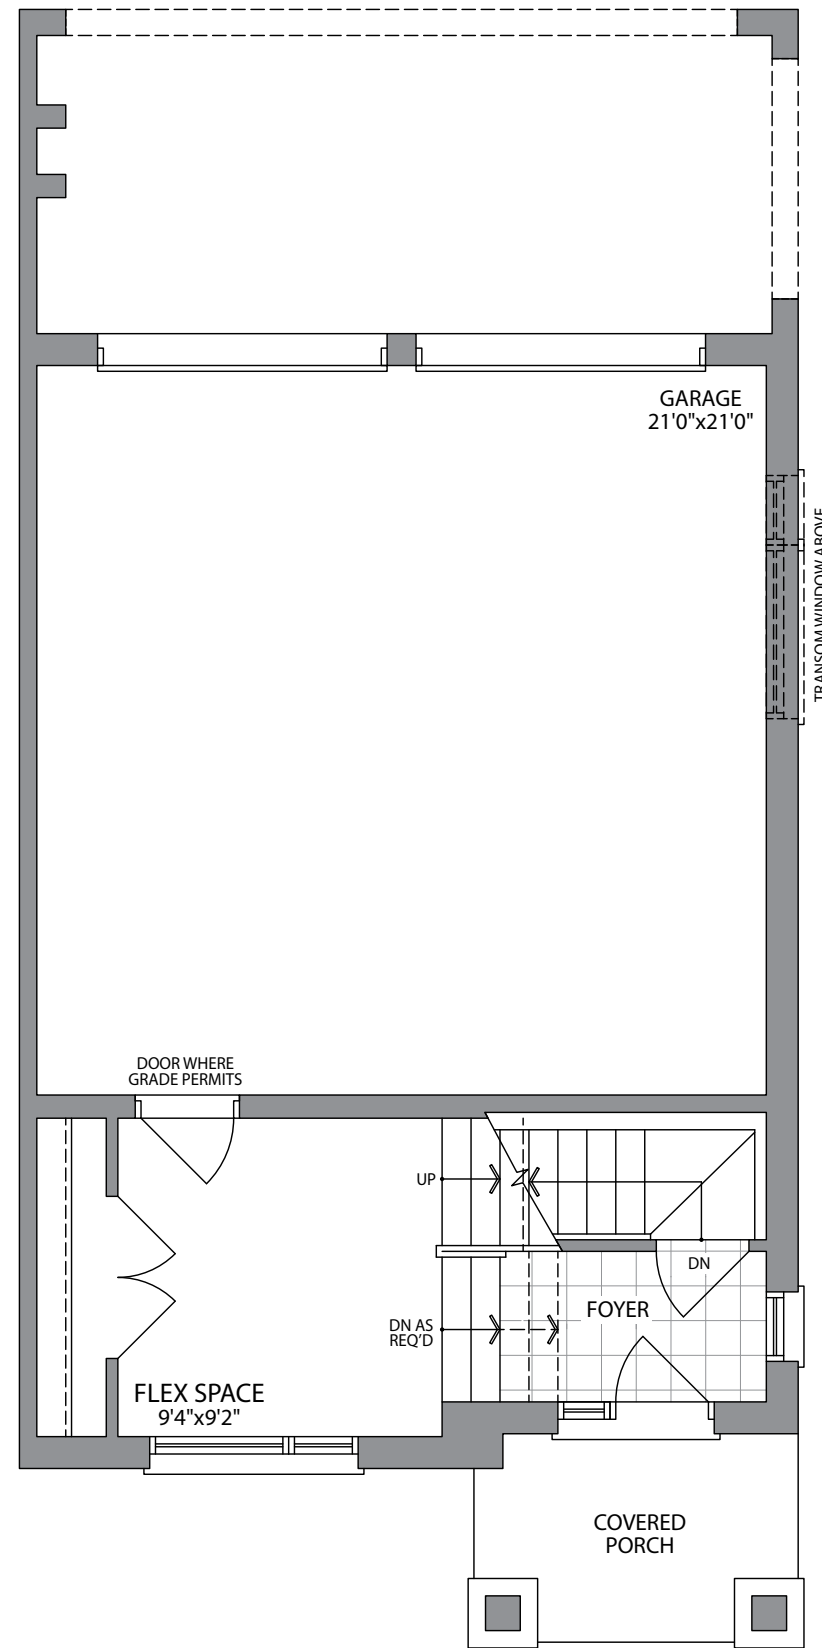 GARAGE
21'0"x21'0"
TRANSOM WINDOW ABOVE
DOOR WHERE
GRADE PERMITS
UP
DN
FOYER
DN AS
REQ'D
FLEX SPACE
9'4"x9'2"
COVERED
PORCH